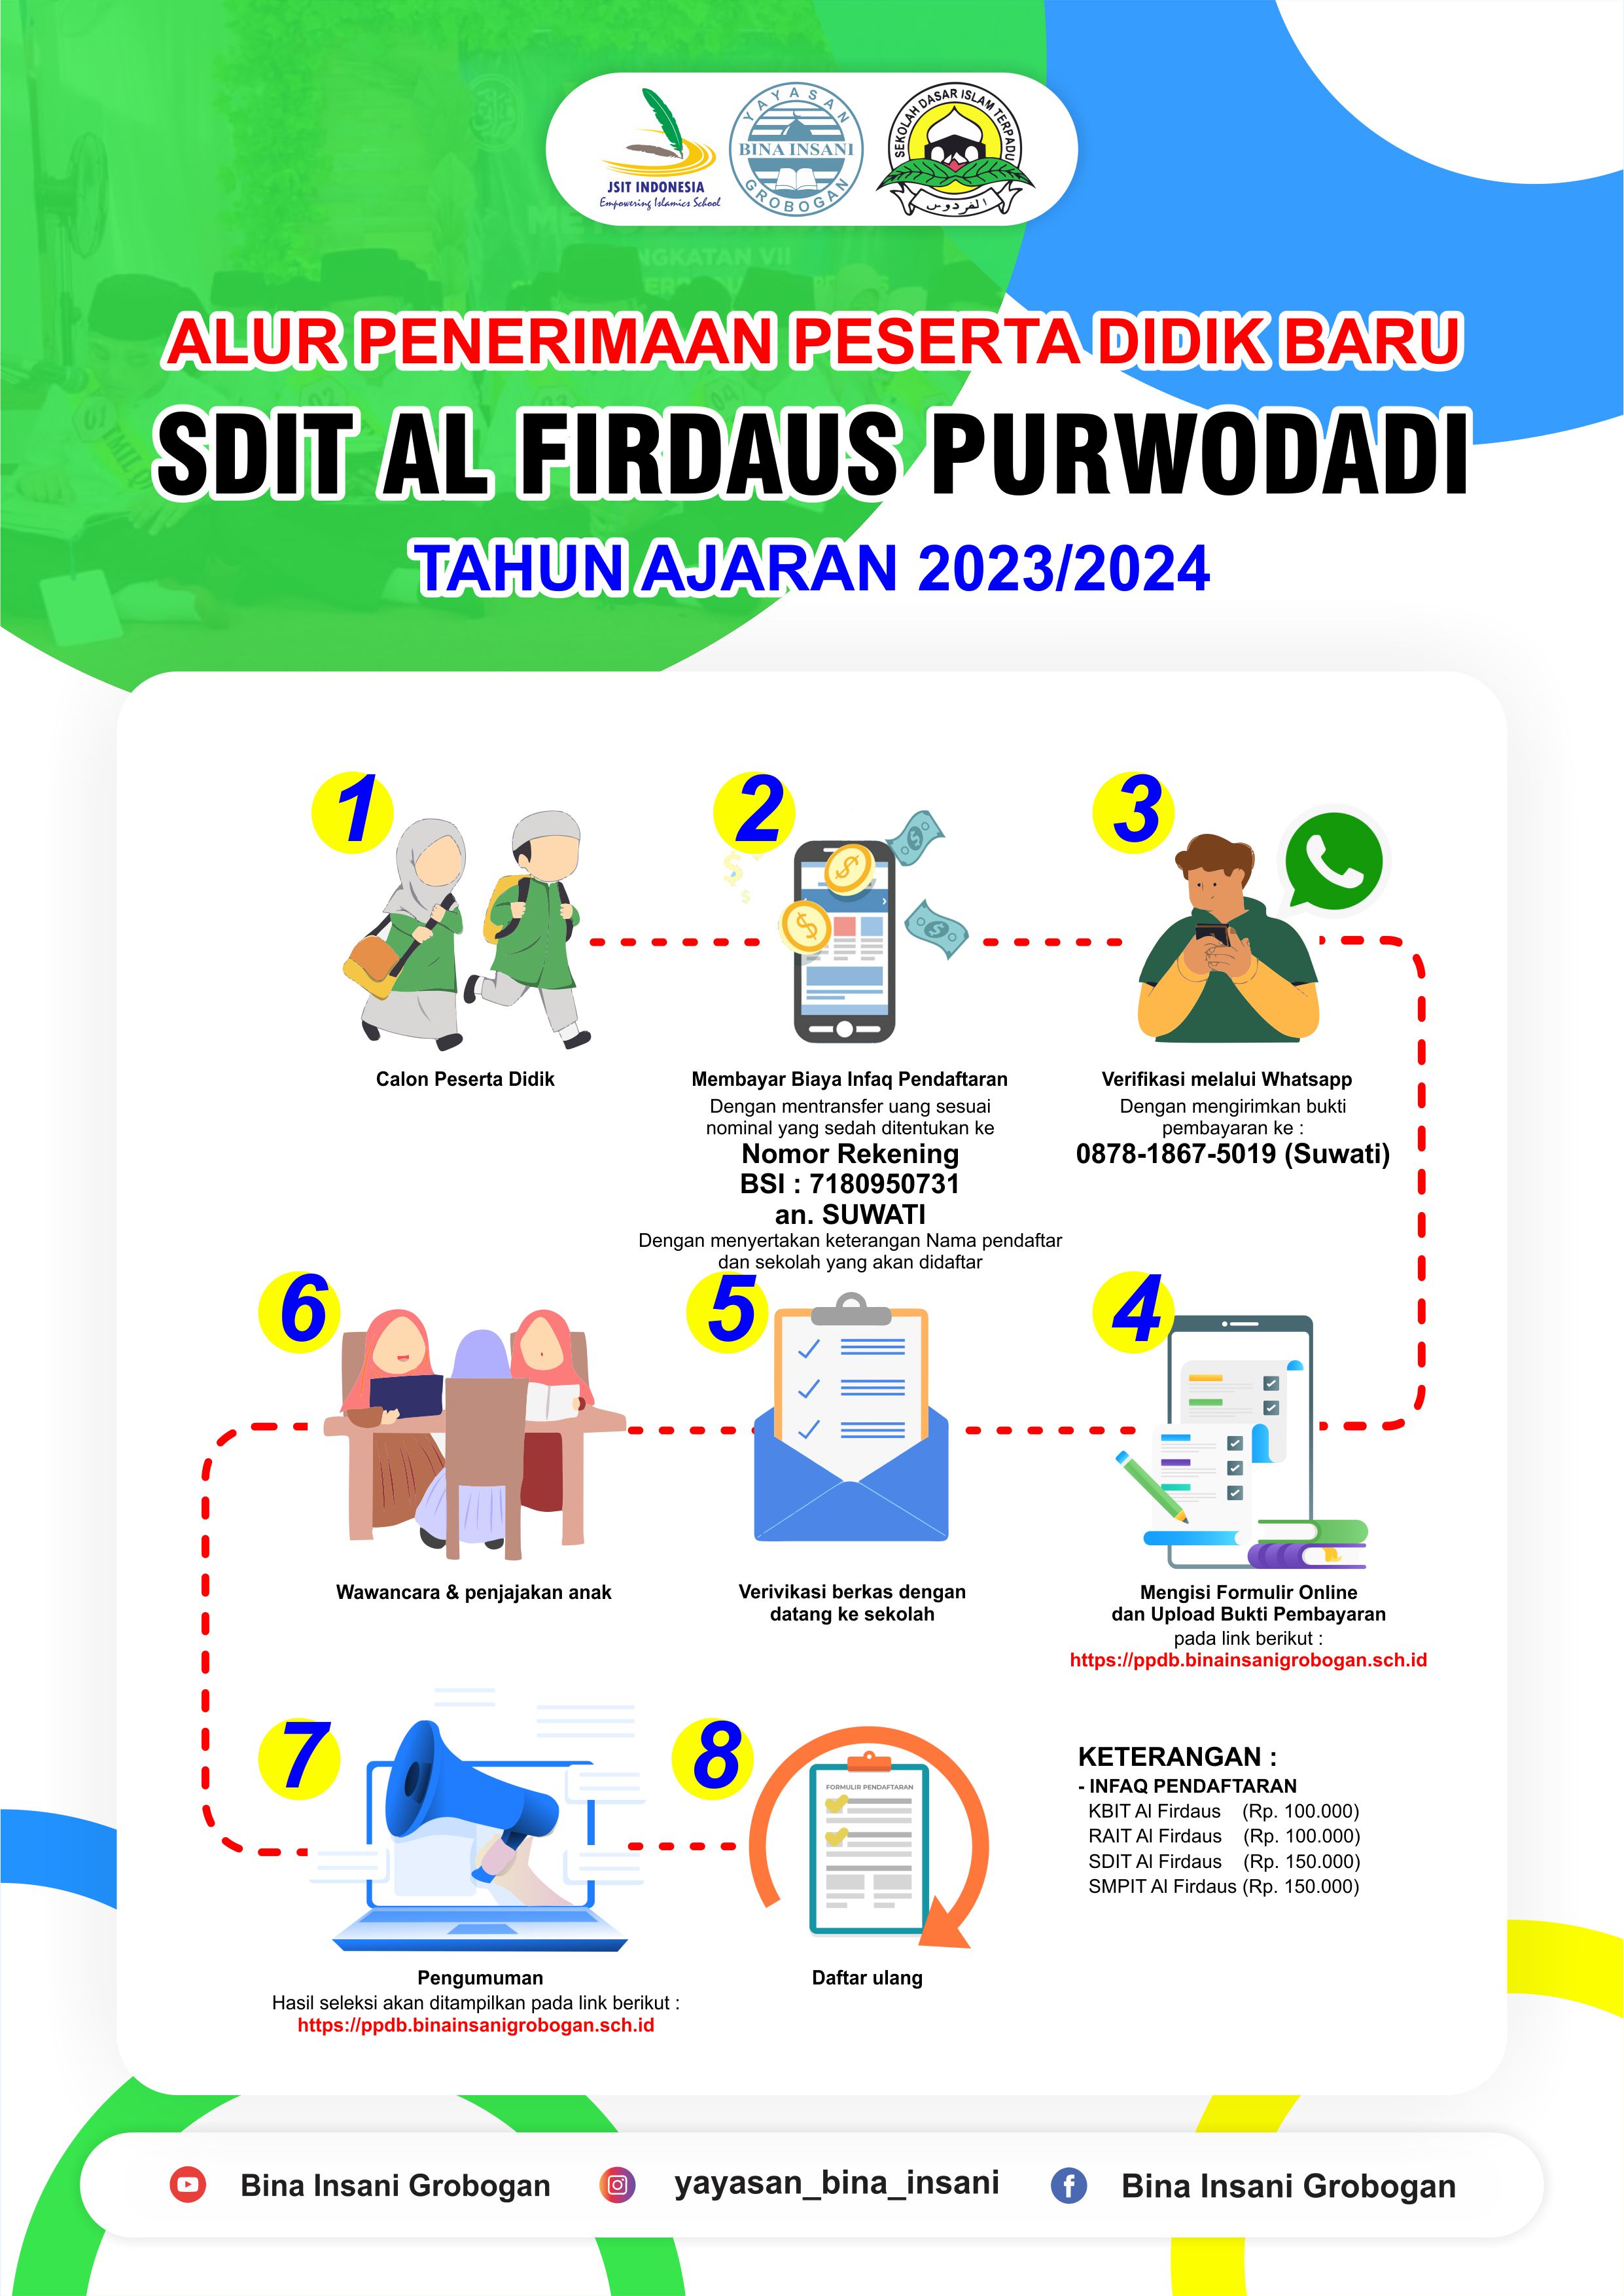 JSIT INDONESIA
Empowering Islamics School
YAYASAN
BINA INSANI
GROBOGAN
SEKOLAH DASAR ISLAM TERPADU
الفردوس
NGKATAN VII
ALUR PENERIMAAN PESERTA DIDIK BARU
SDIT AL FIRDAUS PURWODADI
TAHUN AJARAN 2023/2024
1
Calon Peserta Didik
2
Membayar Biaya Infaq Pendaftaran
Dengan mentransfer uang sesuai
nominal yang sedah ditentukan ke
Nomor Rekening
BSI : 7180950731
an. SUWATI
Dengan menyertakan keterangan Nama pendaftar
dan sekolah yang akan didaftar
3
Verifikasi melalui Whatsapp
Dengan mengirimkan bukti
pembayaran ke :
0878-1867-5019 (Suwati)
4
Mengisi Formulir Online
dan Upload Bukti Pembayaran
pada link berikut :
https://ppdb.binainsanigrobogan.sch.id
5
Verivikasi berkas dengan
datang ke sekolah
6
Wawancara & penjajakan anak
7
Pengumuman
Hasil seleksi akan ditampilkan pada link berikut :
https://ppdb.binainsanigrobogan.sch.id
8
FORMULIR PENDAFTARAN
Daftar ulang
KETERANGAN :
- INFAQ PENDAFTARAN
KBIT Al Firdaus (Rp. 100.000)
RAIT Al Firdaus (Rp. 100.000)
SDIT Al Firdaus (Rp. 150.000)
SMPIT Al Firdaus (Rp. 150.000)
Bina Insani Grobogan
yayasan_bina_insani
Bina Insani Grobogan